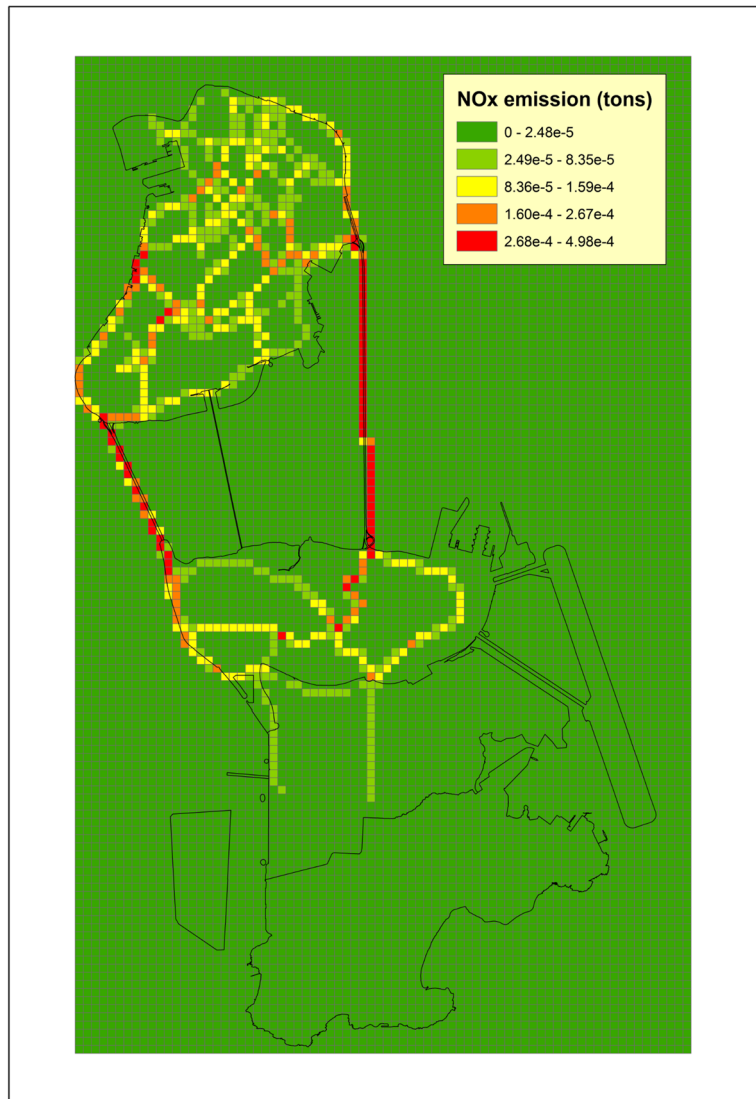 NOx emission (tons)
0 - 2.48e-5
2.49e-5 - 8.35e-5
8.36e-5 - 1.59e-4
1.60e-4 - 2.67e-4
2.68e-4 - 4.98e-4